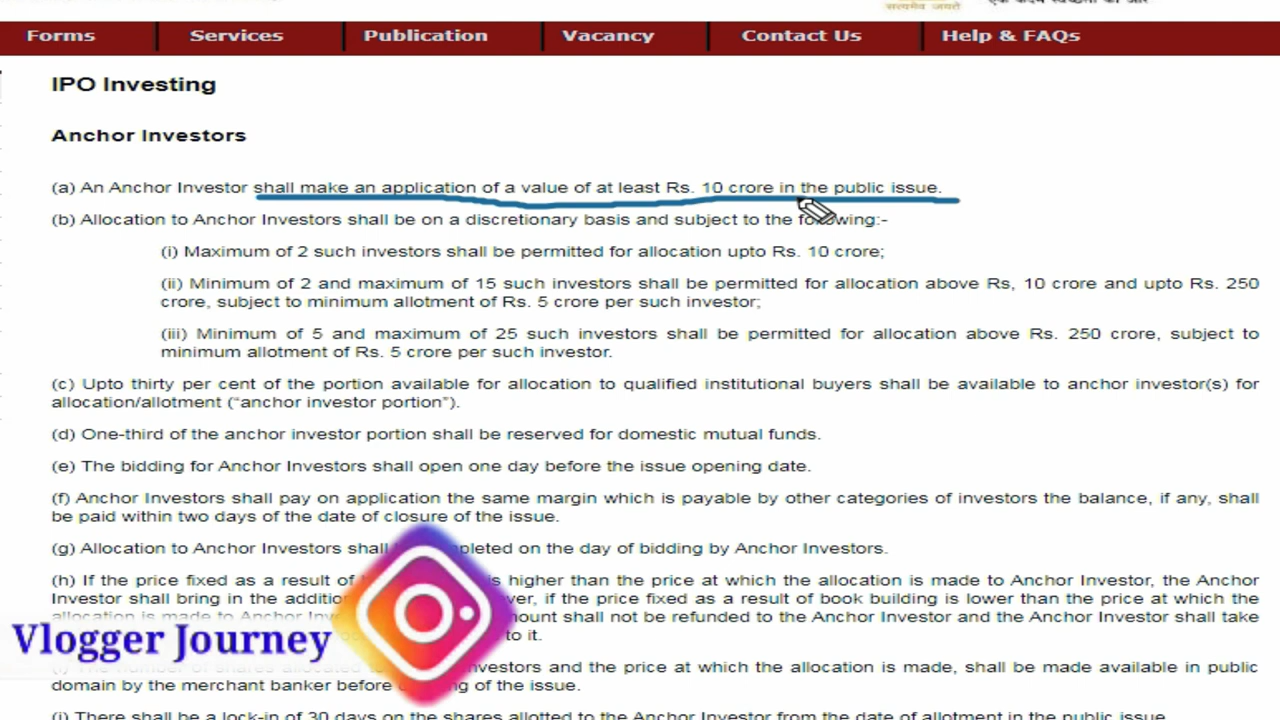 सत्यमेव जयते
Forms Services Publication Vacancy Contact Us Help & FAQs
IPO Investing
Anchor Investors
(a) An Anchor Investor shall make an application of a value of at least Rs. 10 crore in the public issue.
(b) Allocation to Anchor Investors shall be on a discretionary basis and subject to the following:-
(i) Maximum of 2 such investors shall be permitted for allocation upto Rs. 10 crore;
(ii) Minimum of 2 and maximum of 15 such investors shall be permitted for allocation above Rs, 10 crore and upto Rs. 250
crore, subject to minimum allotment of Rs. 5 crore per such investor;
(iii) Minimum of 5 and maximum of 25 such investors shall be permitted for allocation above Rs. 250 crore, subject to
minimum allotment of Rs. 5 crore per such investor.
(c) Upto thirty per cent of the portion available for allocation to qualified institutional buyers shall be available to anchor investor(s) for
allocation/allotment (“anchor investor portion”).
(d) One-third of the anchor investor portion shall be reserved for domestic mutual funds.
(e) The bidding for Anchor Investors shall open one day before the issue opening date.
(f) Anchor Investors shall pay on application the same margin which is payable by other categories of investors the balance, if any, shall
be paid within two days of the date of closure of the issue.
(g) Allocation to Anchor Investors shall on the day of bidding by Anchor Investors.
(h) If the price fixed as a result of is higher than the price at which the allocation is made to Anchor Investor, the Anchor
Investor shall bring in the if the price fixed as a result of book building is lower than the price at which the
allocation is made to Anchor shall not be refunded to the Anchor Investor and the Anchor Investor shall take
to it.
Vlogger Journey
and the price at which the allocation is made, shall be made available in public
domain by the merchant banker before of the issue.
(j) There shall be a lock-in of 30 days on the shares allotted to the Anchor Investor from the date of allotment in the public issue.